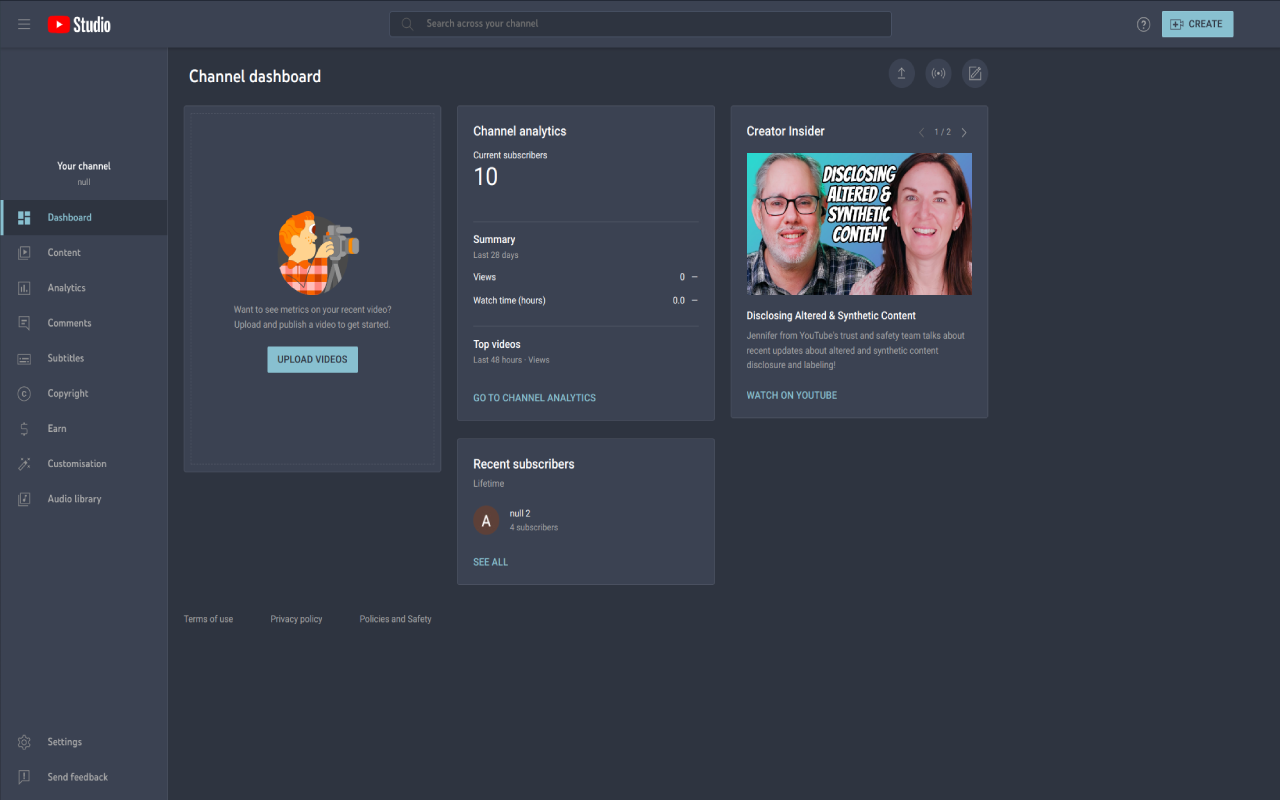 Studio
Search across your channel
CREATE
Your channel
null
Dashboard
Content
Analytics
Comments
Subtitles
Copyright
Earn
Customisation
Audio library
Settings
Send feedback
Channel dashboard
Want to see metrics on your recent video?
Upload and publish a video to get started.
UPLOAD VIDEOS
Channel analytics
Current subscribers
10
Summary
Last 28 days
Views 0 —
Watch time (hours) 0.0 —
Top videos
Last 48 hours · Views
GO TO CHANNEL ANALYTICS
Recent subscribers
Lifetime
A
null 2
4 subscribers
SEE ALL
Creator Insider
1 / 2
DISCLOSING
ALTERED &
SYNTHETIC
CONTENT
Disclosing Altered & Synthetic Content
Jennifer from YouTube's trust and safety team talks about
recent updates about altered and synthetic content
disclosure and labeling!
WATCH ON YOUTUBE
Terms of use
Privacy policy
Policies and Safety